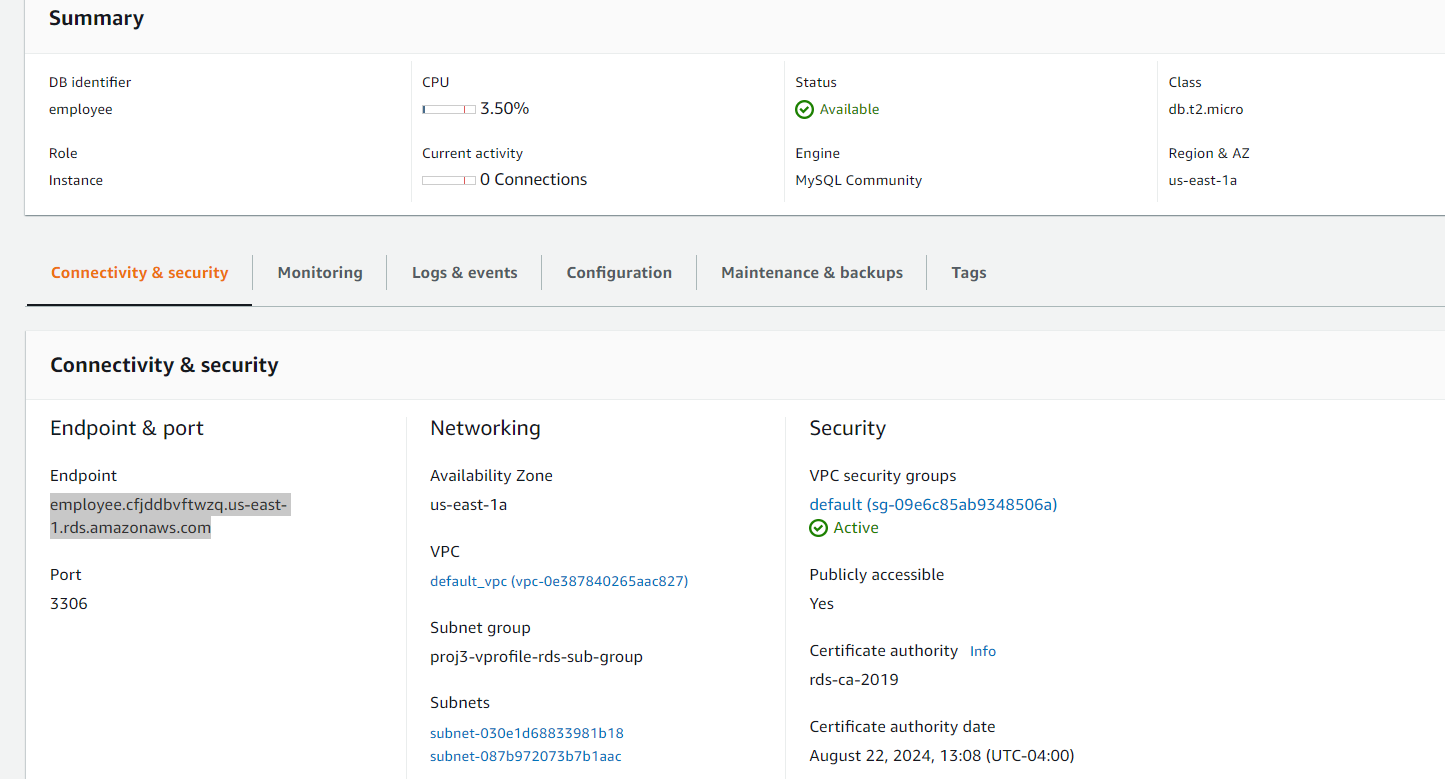 Summary
DB identifier
employee
CPU
3.50%
Status
Available
Class
db.t2.micro
Role
Instance
Current activity
0 Connections
Engine
MySQL Community
Region & AZ
us-east-1a
Connectivity & security
Monitoring
Logs & events
Configuration
Maintenance & backups
Tags
Connectivity & security
Endpoint & port
Endpoint
employee.cfjddbvftwzq.us-east-
1.rds.amazonaws.com
Port
3306
Networking
Availability Zone
us-east-1a
VPC
default_vpc (vpc-0e387840265aac827)
Subnet group
proj3-vprofile-rds-sub-group
Subnets
subnet-030e1d68833981b18
subnet-087b972073b7b1aac
Security
VPC security groups
default (sg-09e6c85ab9348506a)
Active
Publicly accessible
Yes
Certificate authority Info
rds-ca-2019
Certificate authority date
August 22, 2024, 13:08 (UTC-04:00)